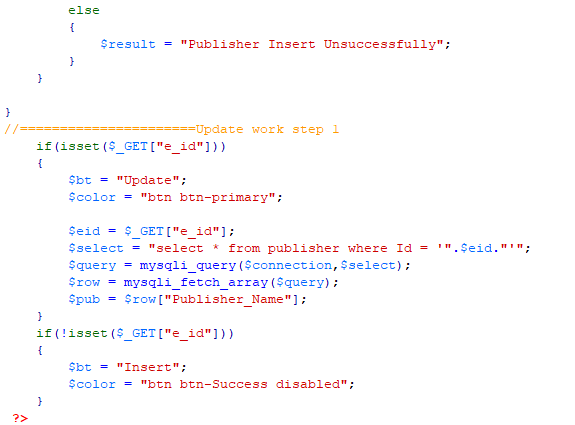 else
{
$result = "Publisher Insert Unsuccessfully";
}
}
}
//======================Update work step 1
if(isset($_GET["e_id"]))
{
$bt = "Update";
$color = "btn btn-primary";
$eid = $_GET["e_id"];
$select = "select * from publisher where Id = '".$eid."'";
$query = mysqli_query($connection,$select);
$row = mysqli_fetch_array($query);
$pub = $row["Publisher_Name"];
}
if(!isset($_GET["e_id"]))
{
$bt = "Insert";
$color = "btn btn-Success disabled";
}
?>